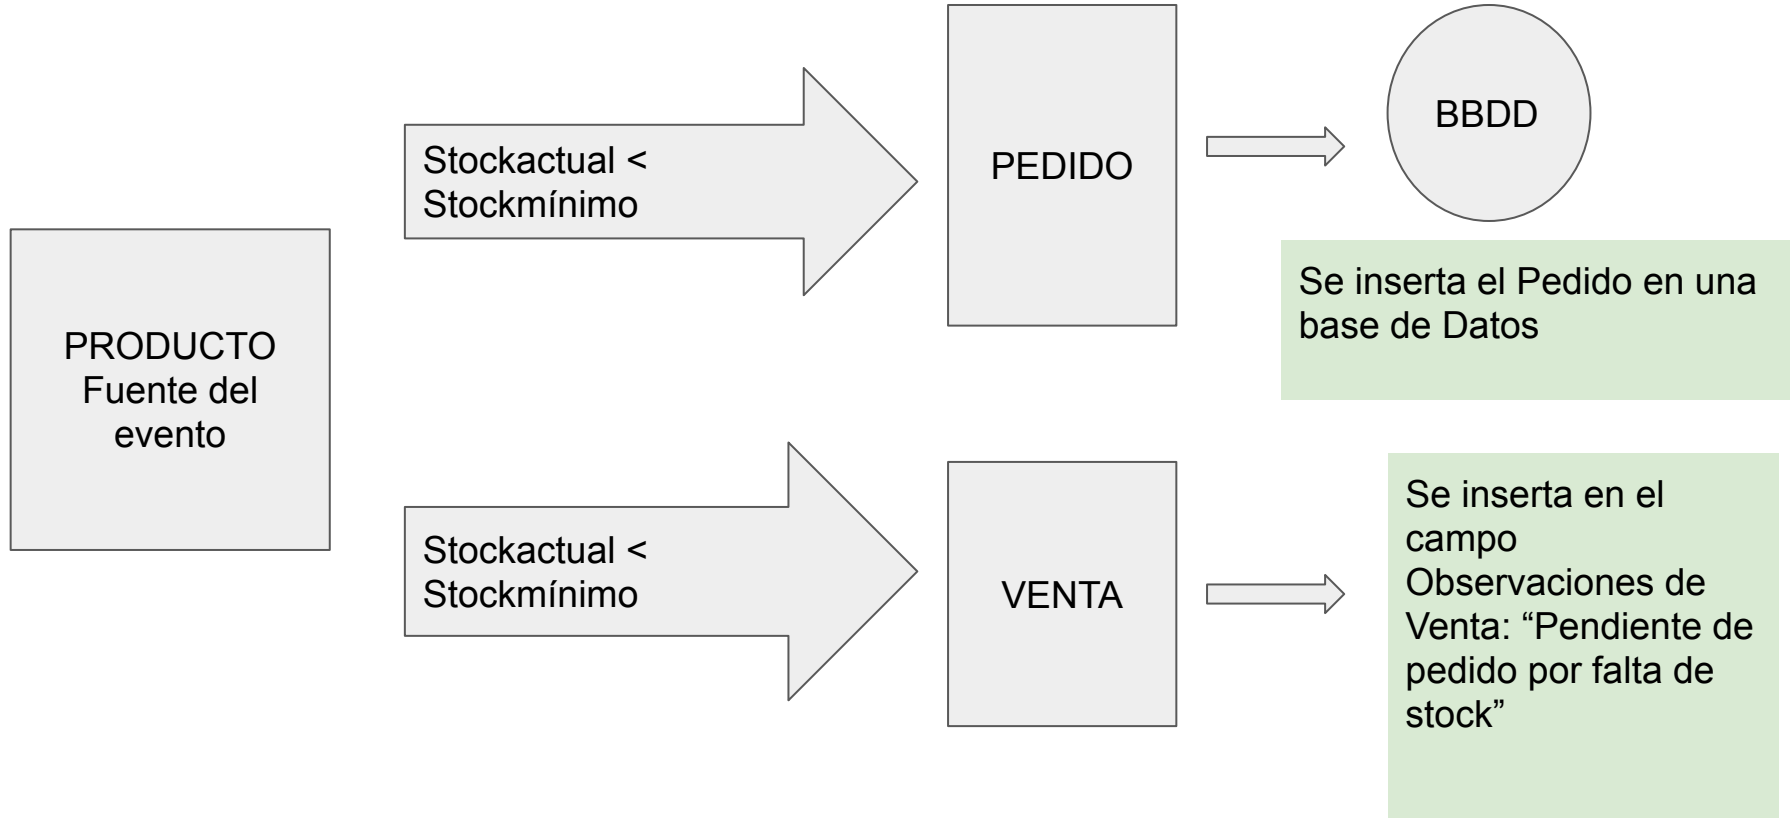 PRODUCTO
Fuente del
evento
Stockactual <
Stockmínimo
PEDIDO
BBDD
Se inserta el Pedido en una
base de Datos
Stockactual <
Stockmínimo
VENTA
Se inserta en el
campo
Observaciones de
Venta: “Pendiente de
pedido por falta de
stock”